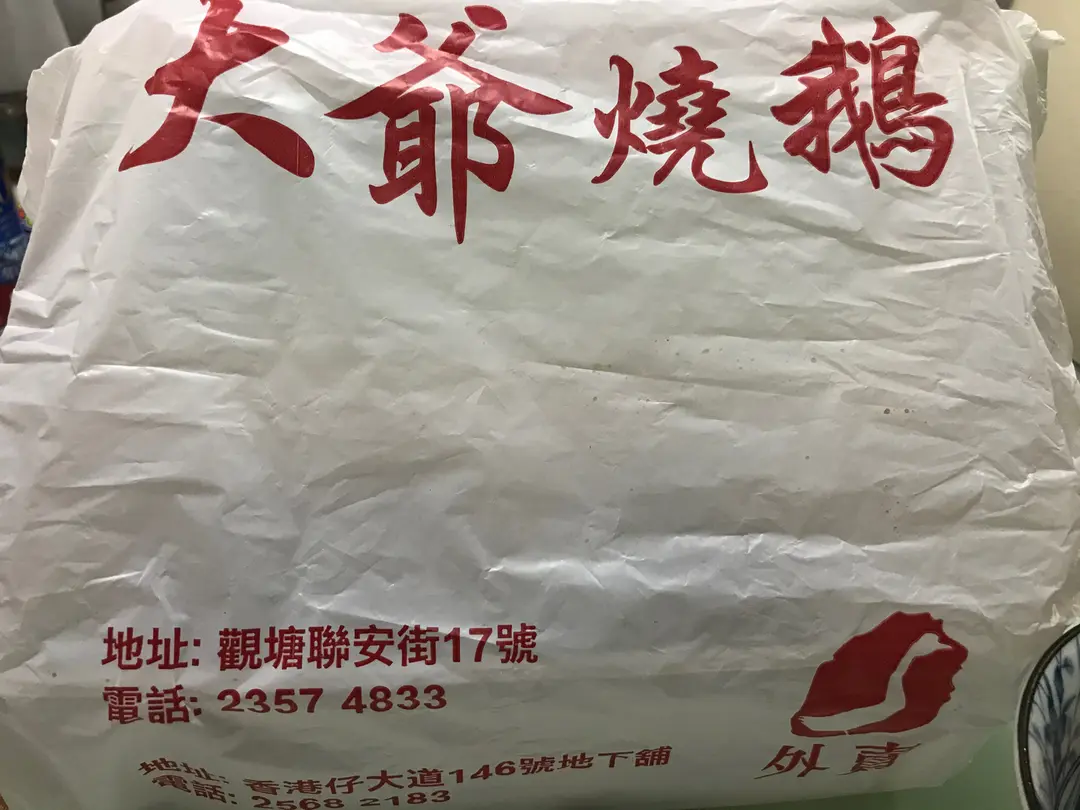 大爺燒鵝
地址: 觀塘聯安街17號
電話: 2357 4833
地址: 香港仔大道146號地下舖
電話: 2568 2183
外賣